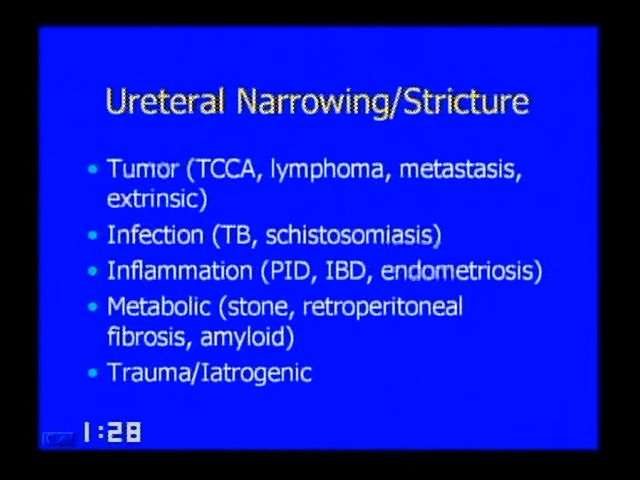 Ureteral Narrowing/Stricture
• Tumor (TCCA, lymphoma, metastasis,
extrinsic)
• Infection (TB, schistosomiasis)
• Inflammation (PID, IBD, endometriosis)
• Metabolic (stone, retroperitoneal
fibrosis, amyloid)
• Trauma/Iatrogenic
1:28